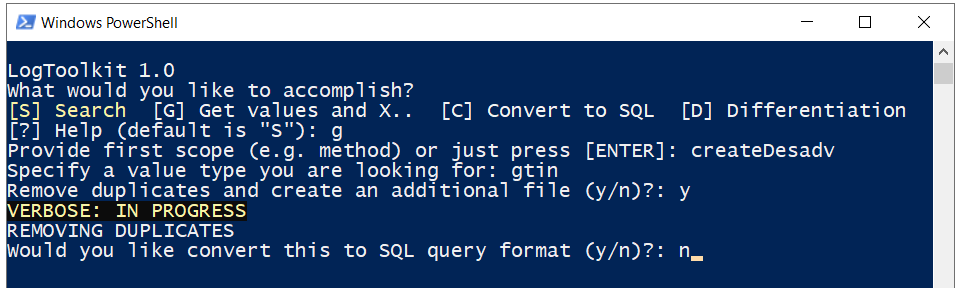 Windows PowerShell
LogToolkit 1.0
What would you like to accomplish?
[S] Search  [G] Get values and X..  [C] Convert to SQL  [D] Differentiation
[?] Help (default is "S"): g
Provide first scope (e.g. method) or just press [ENTER]: createDesadv
Specify a value type you are looking for: gtin
Remove duplicates and create an additional file (y/n)?: y
VERBOSE: IN PROGRESS
REMOVING DUPLICATES
Would you like convert this to SQL query format (y/n)?: n